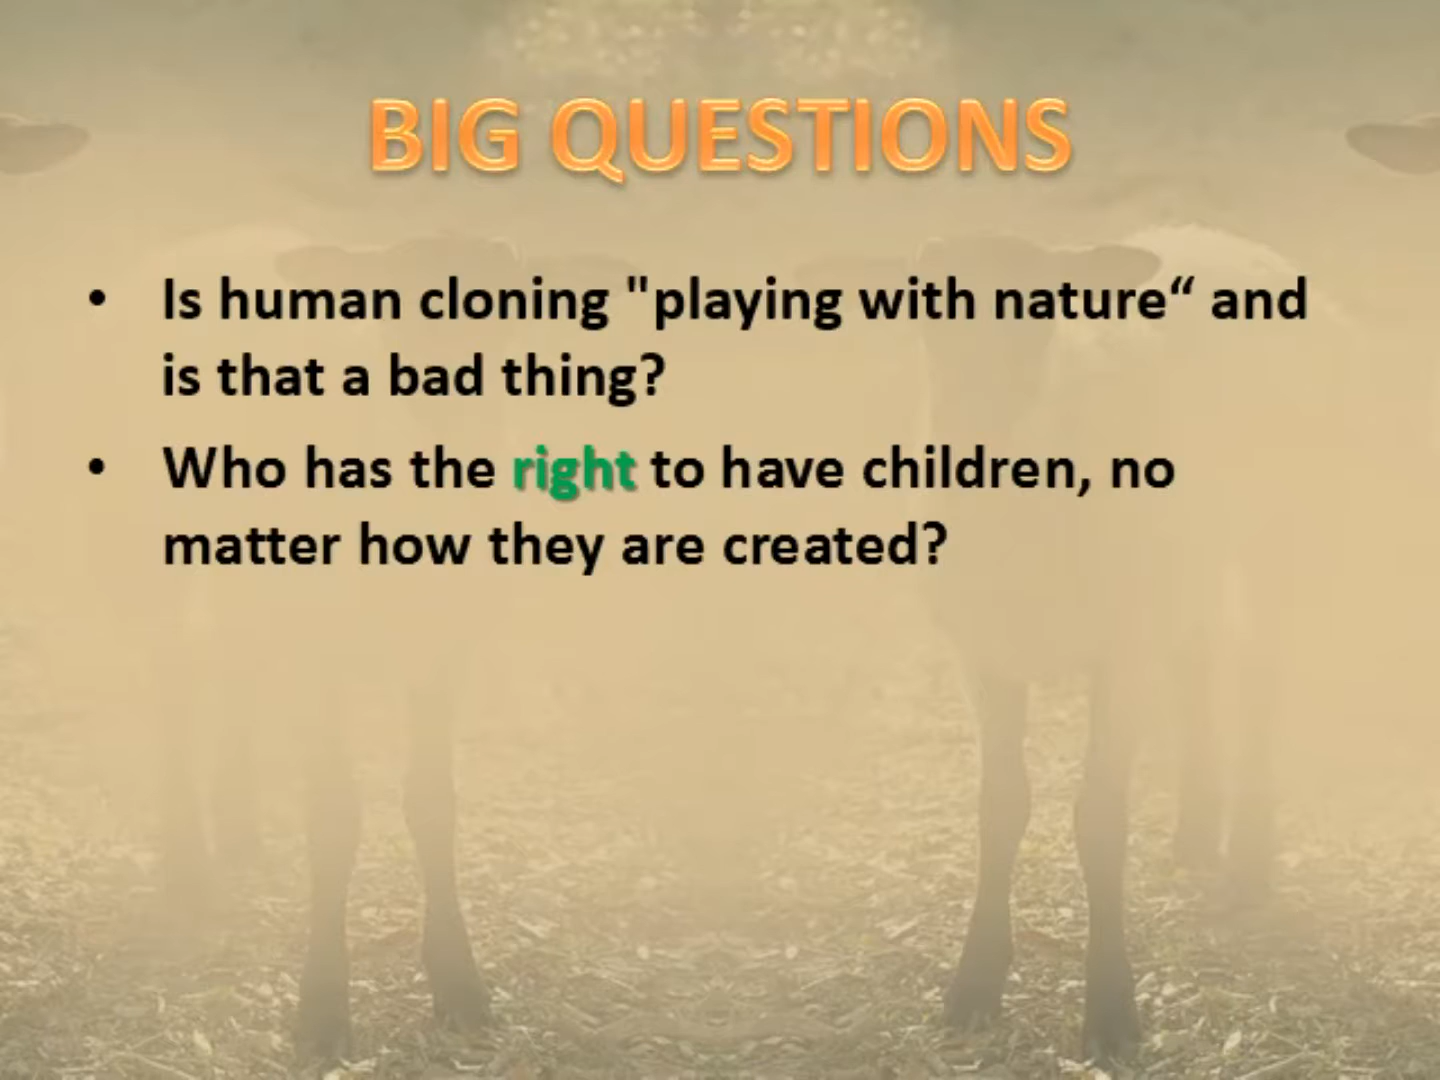 BIG QUESTIONS
• Is human cloning "playing with nature“ and
is that a bad thing?
• Who has the right to have children, no
matter how they are created?